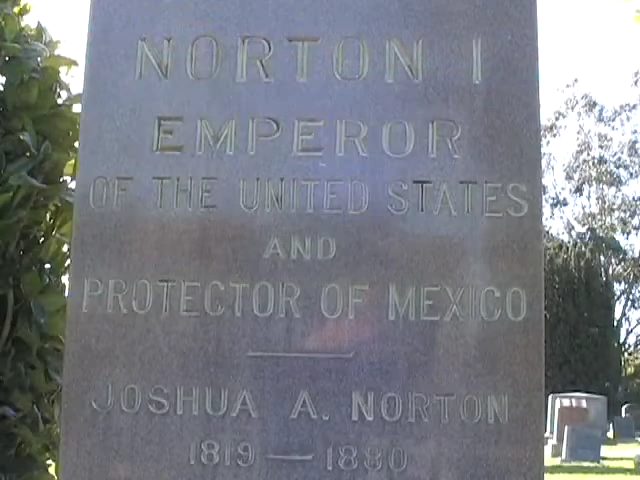 NORTON I
EMPEROR
OF THE UNITED STATES
AND
PROTECTOR OF MEXICO
JOSHUA A. NORTON
1819 — 1880